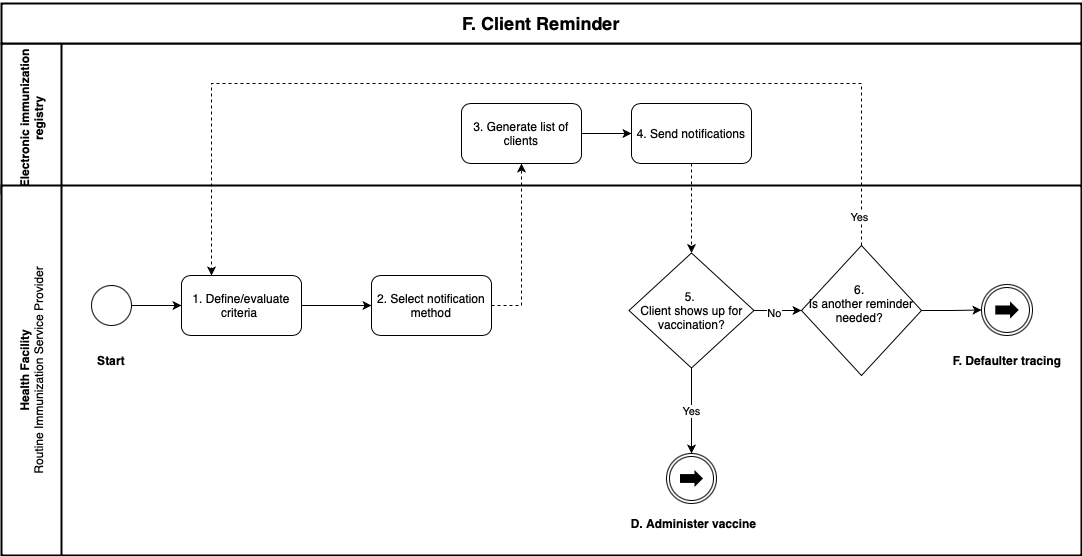 F. Client Reminder
Electronic immunization
registry
3. Generate list of
clients
4. Send notifications
Yes
Health Facility
Routine Immunization Service Provider
1. Define/evaluate
criteria
2. Select notification
method
5.
Client shows up for
vaccination?
No
6.
Is another reminder
needed?
Start
F. Defaulter tracing
Yes
D. Administer vaccine